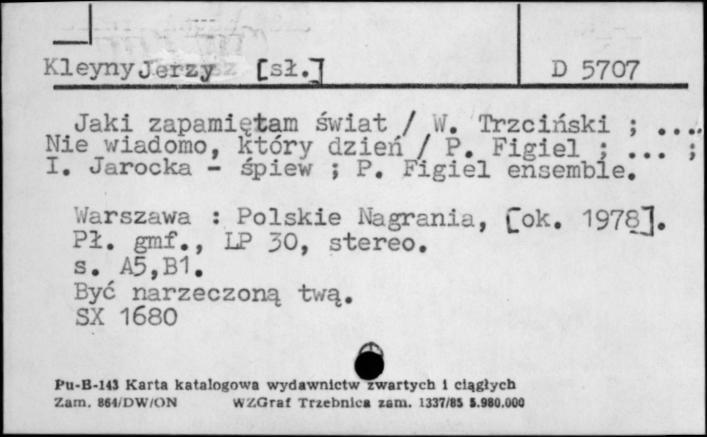 Kleyny Jerzy [sł.] D 5707
Jaki zapamiętam świat / W. Trzciński ; ....
Nie wiadomo, który dzień / P. Figiel ; ... ;
I. Jarocka - śpiew ; P. Figiel ensemble.
Warszawa : Polskie Nagrania, [ok. 1978].
Pł. gmf., LP 30, stereo.
s. A5,B1.
Być narzeczoną twą.
SX 1680
Pu-B-143 Karta katalogowa wydawnictw zwartych i ciągłych
Zam. 864/DW/ON WZGraf Trzebnica zam. 1337/85 5.980.000